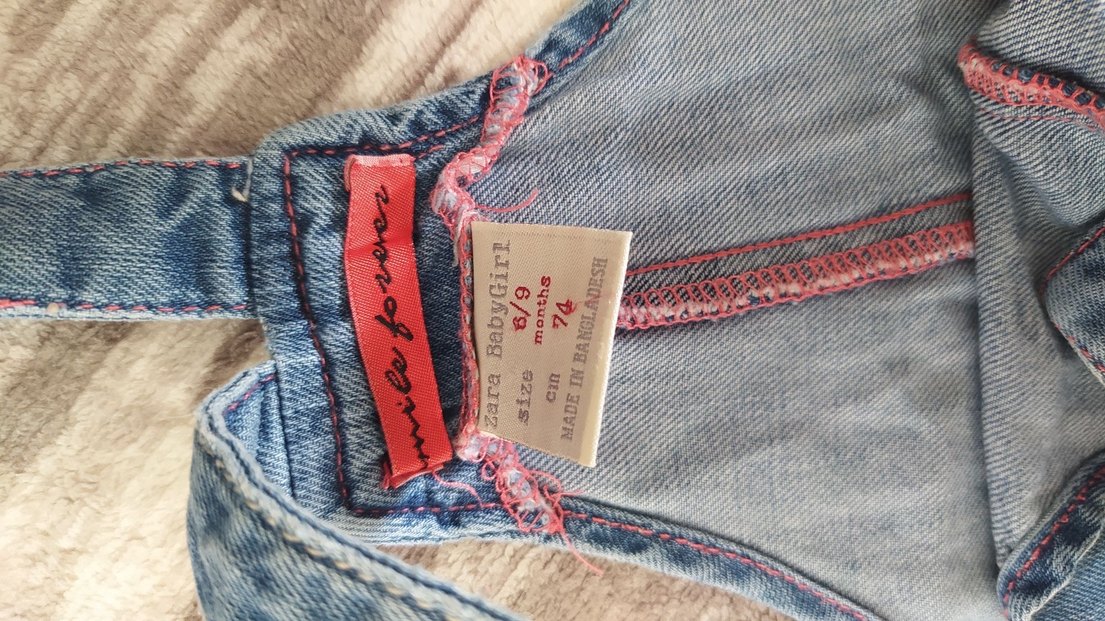 smile forever
zara BabyGirl
size 6/9
months
cm 74
MADE IN BANGLADESH